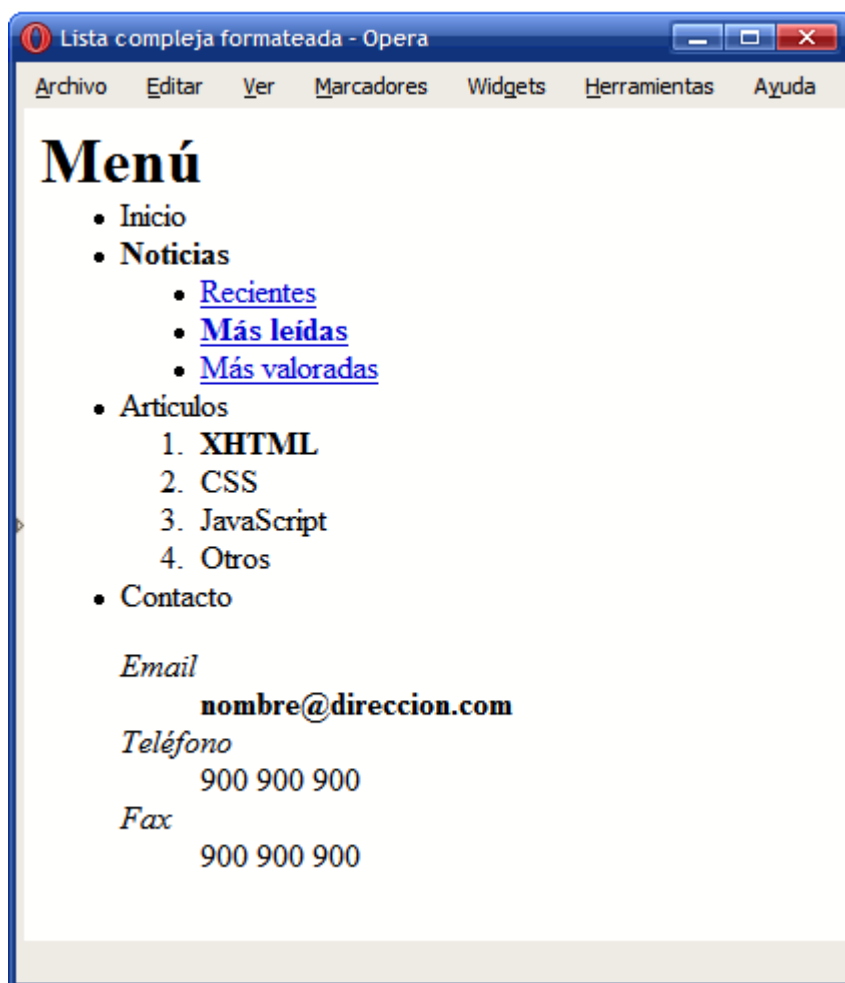 Lista compleja formateada - Opera
Archivo Editar Ver Marcadores Widgets Herramientas Ayuda
Menú
• Inicio
• Noticias
• Recientes
• Más leídas
• Más valoradas
• Artículos
1. XHTML
2. CSS
3. JavaScript
4. Otros
• Contacto
Email
nombre@direccion.com
Teléfono
900 900 900
Fax
900 900 900